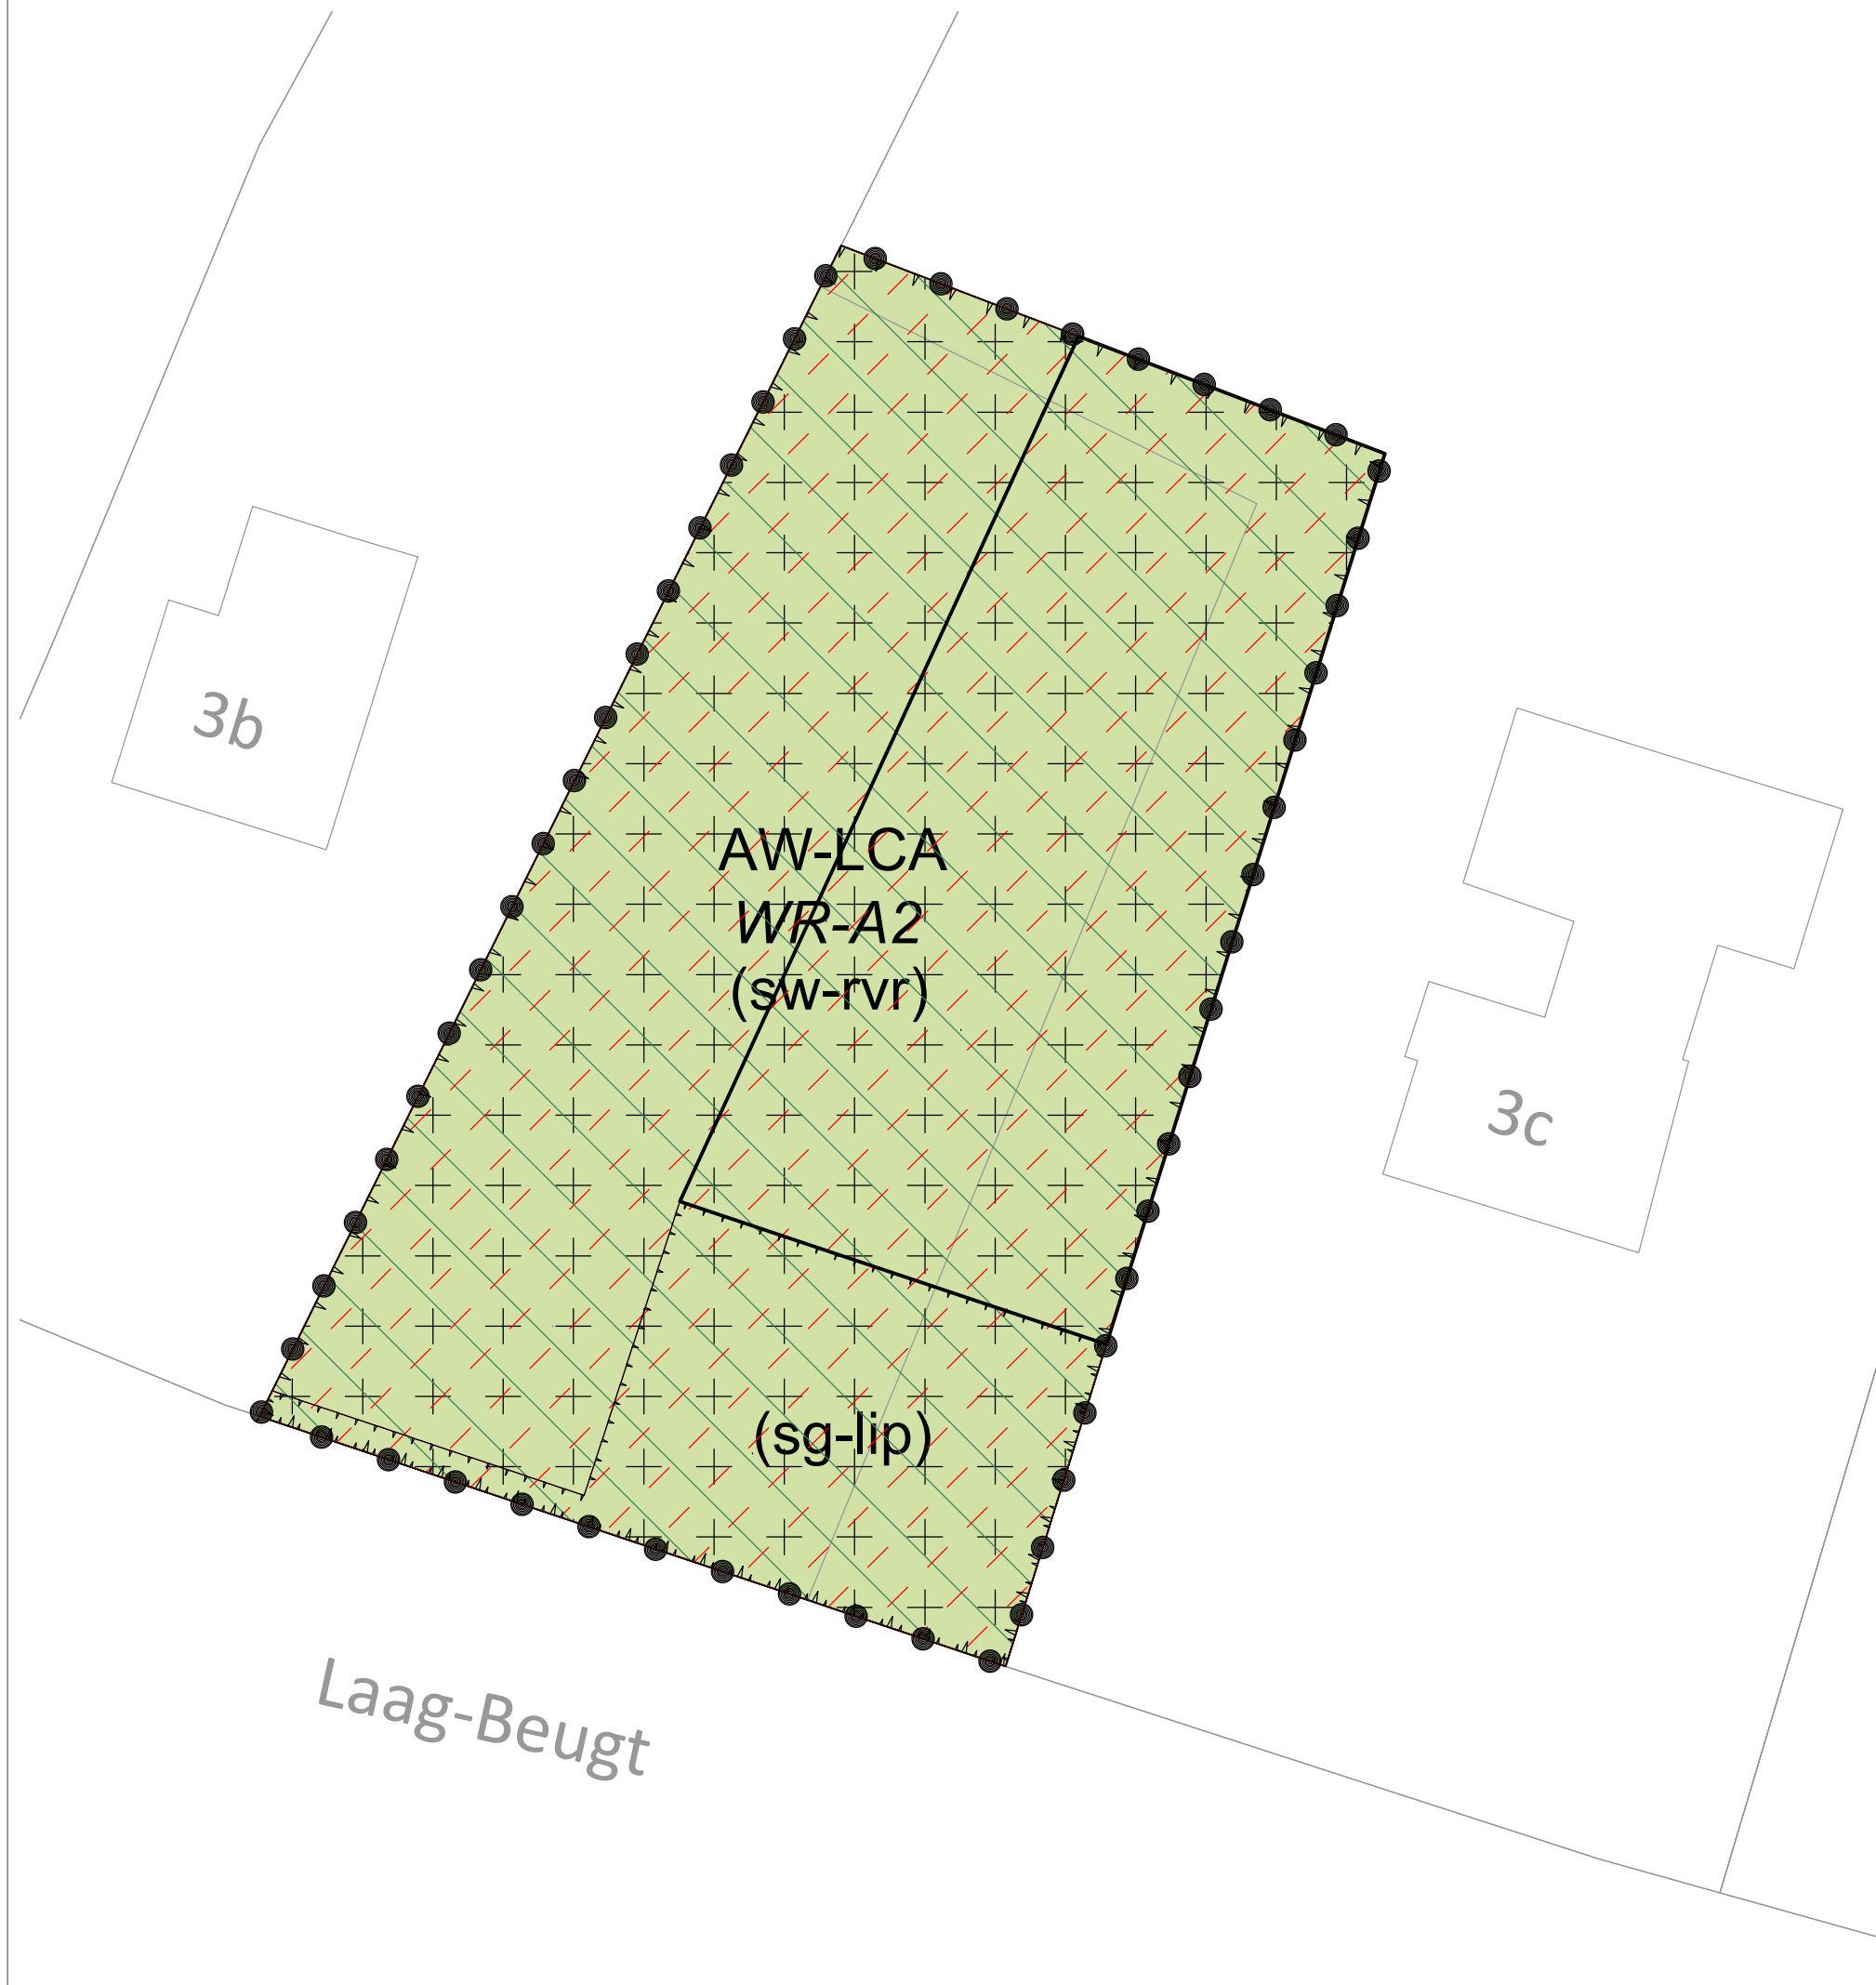 3b
AW-LCA
WR-A2
(sw-rvr)
3c
(sg-lip)
Laag-Beugt